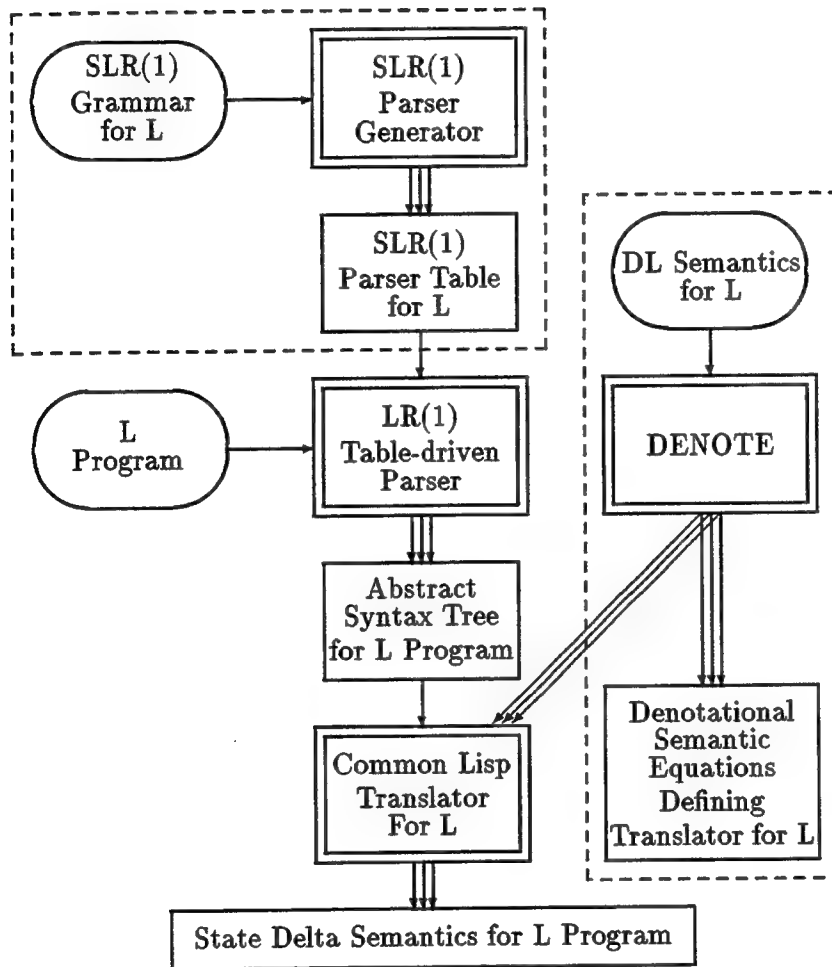 SLR(1)
Grammar
for L
SLR(1)
Parser
Generator
SLR(1)
Parser Table
for L
DL Semantics
for L
L
Program
LR(1)
Table-driven
Parser
DENOTE
Abstract
Syntax Tree
for L Program
Common Lisp
Translator
For L
Denotational
Semantic
Equations
Defining
Translator for L
State Delta Semantics for L Program